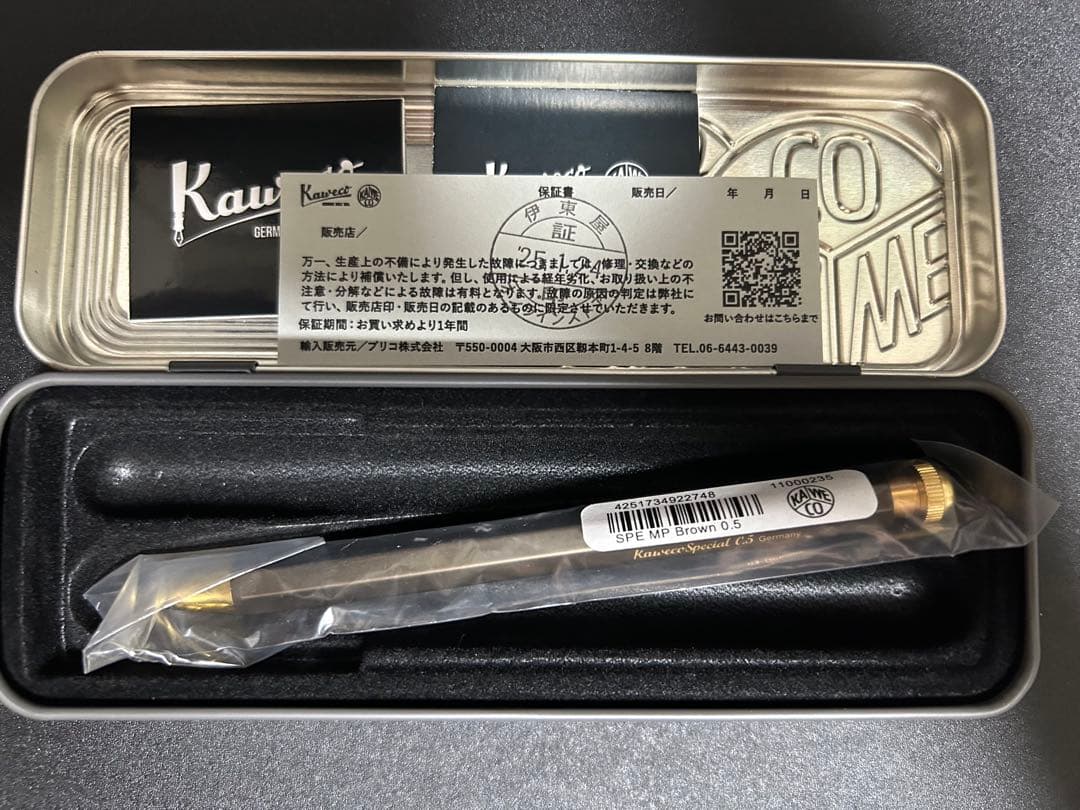 CO
ME
Kaweco
Kaweco
KA WE CO
保証書
販売日／ 年 月 日
販売店／
伊東屋
証
万一、生産上の不備により発生した故障につきましては、修理・交換などの
方法により補償いたします。但し、使用による経年劣化、お取り扱い上の不
注意・分解などによる故障は有料となります。故障の原因の判定は弊社に
て行い、販売店印・販売日の記載のあるものに限定させていただきます。
保証期間：お買い求めより1年間
お問い合わせはこちらまで
輸入販売元／プリコ株式会社 〒550-0004 大阪市西区靱本町1-4-5 8階 TEL.06-6443-0039
4251734922748
11000235
SPE MP Brown 0.5
KA WE CO
KawecoSpecial 0.5 Germany